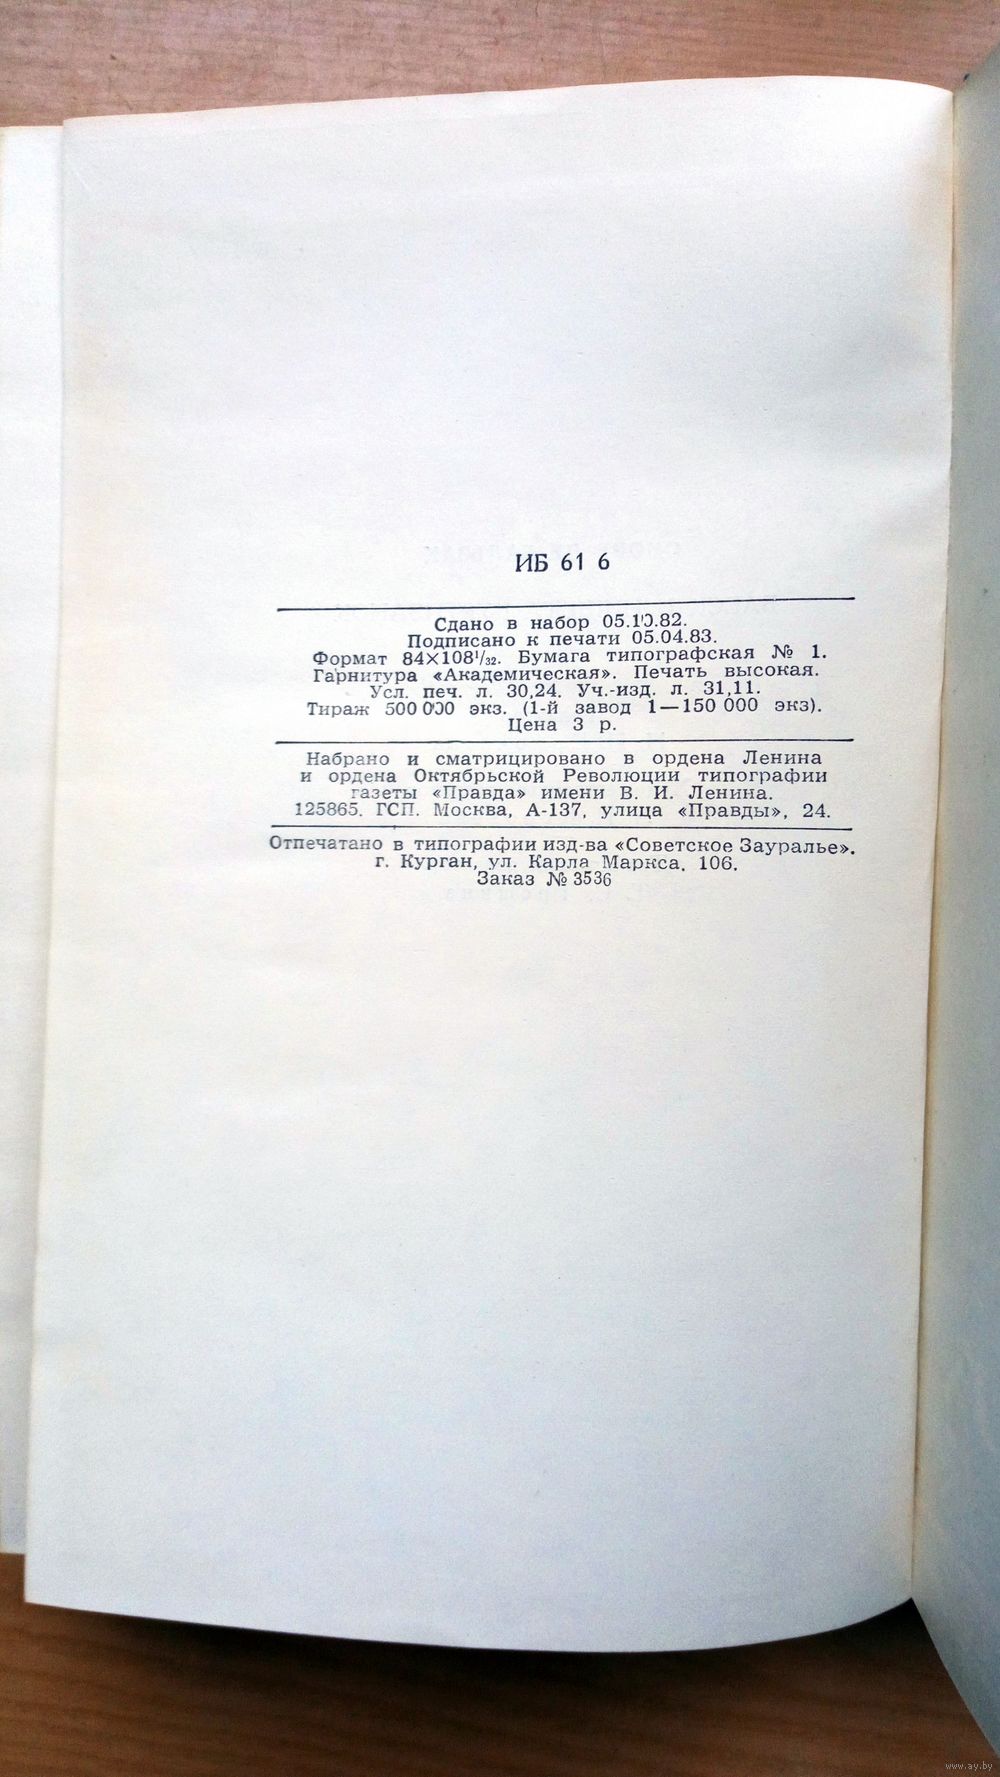 ИБ 61 6
Сдано в набор 05.10.82.
Подписано к печати 05.04.83.
Формат 84×108¹/₃₂. Бумага типографская № 1.
Гарнитура «Академическая». Печать высокая.
Усл. печ. л. 30,24. Уч.-изд. л. 31,11.
Тираж 500 000 экз. (1-й завод 1—150 000 экз).
Цена 3 р.
Набрано и сматрицировано в ордена Ленина
и ордена Октябрьской Революции типографии
газеты «Правда» имени В. И. Ленина.
125865. ГСП. Москва, А-137, улица «Правды», 24.
Отпечатано в типографии изд-ва «Советское Зауралье».
г. Курган, ул. Карла Маркса, 106.
Заказ № 3536
www.ay.by